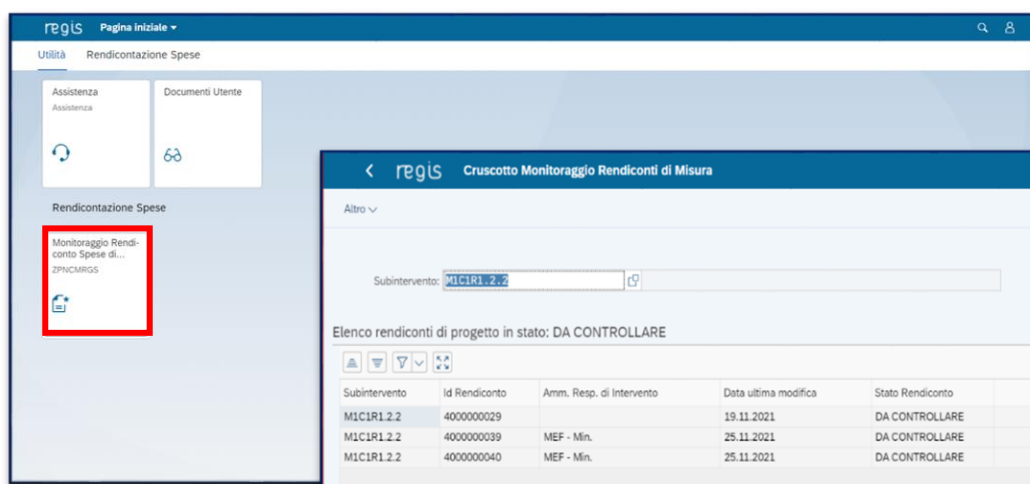 regis Pagina iniziale
Utilità Rendicontazione Spese
Assistenza
Assistenza
Documenti Utente
Rendicontazione Spese
Monitoraggio Rendi-
conto Spese di...
ZPNCMRGS
regis Cruscotto Monitoraggio Rendiconti di Misura
Altro
Subintervento: M1C1R1.2.2
Elenco rendiconti di progetto in stato: DA CONTROLLARE
Subintervento Id Rendiconto Amm. Resp. di Intervento Data ultima modifica Stato Rendiconto
M1C1R1.2.2 4000000029 19.11.2021 DA CONTROLLARE
M1C1R1.2.2 4000000039 MEF - Min. 25.11.2021 DA CONTROLLARE
M1C1R1.2.2 4000000040 MEF - Min. 25.11.2021 DA CONTROLLARE